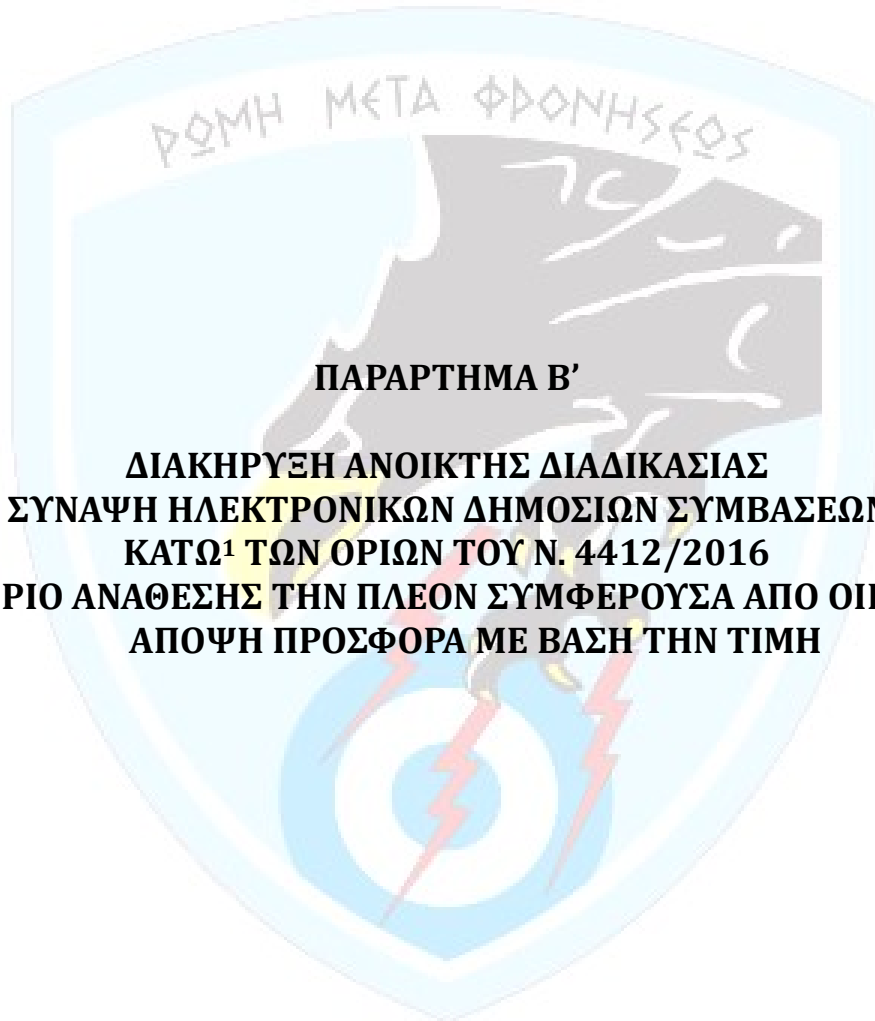 ΡΩΜΗ ΜΕΤΑ ΦΡΟΝΗΣΕΩΣ
ΠΑΡΑΡΤΗΜΑ Β’
ΔΙΑΚΗΡΥΞΗ ΑΝΟΙΚΤΗΣ ΔΙΑΔΙΚΑΣΙΑΣ
ΣΥΝΑΨΗ ΗΛΕΚΤΡΟΝΙΚΩΝ ΔΗΜΟΣΙΩΝ ΣΥΜΒΑΣΕΩΝ
ΚΑΤΩ¹ ΤΩΝ ΟΡΙΩΝ ΤΟΥ Ν. 4412/2016
ΡΙΟ ΑΝΑΘΕΣΗΣ ΤΗΝ ΠΛΕΟΝ ΣΥΜΦΕΡΟΥΣΑ ΑΠΟ
ΑΠΟΨΗ ΠΡΟΣΦΟΡΑ ΜΕ ΒΑΣΗ ΤΗΝ ΤΙΜΗ